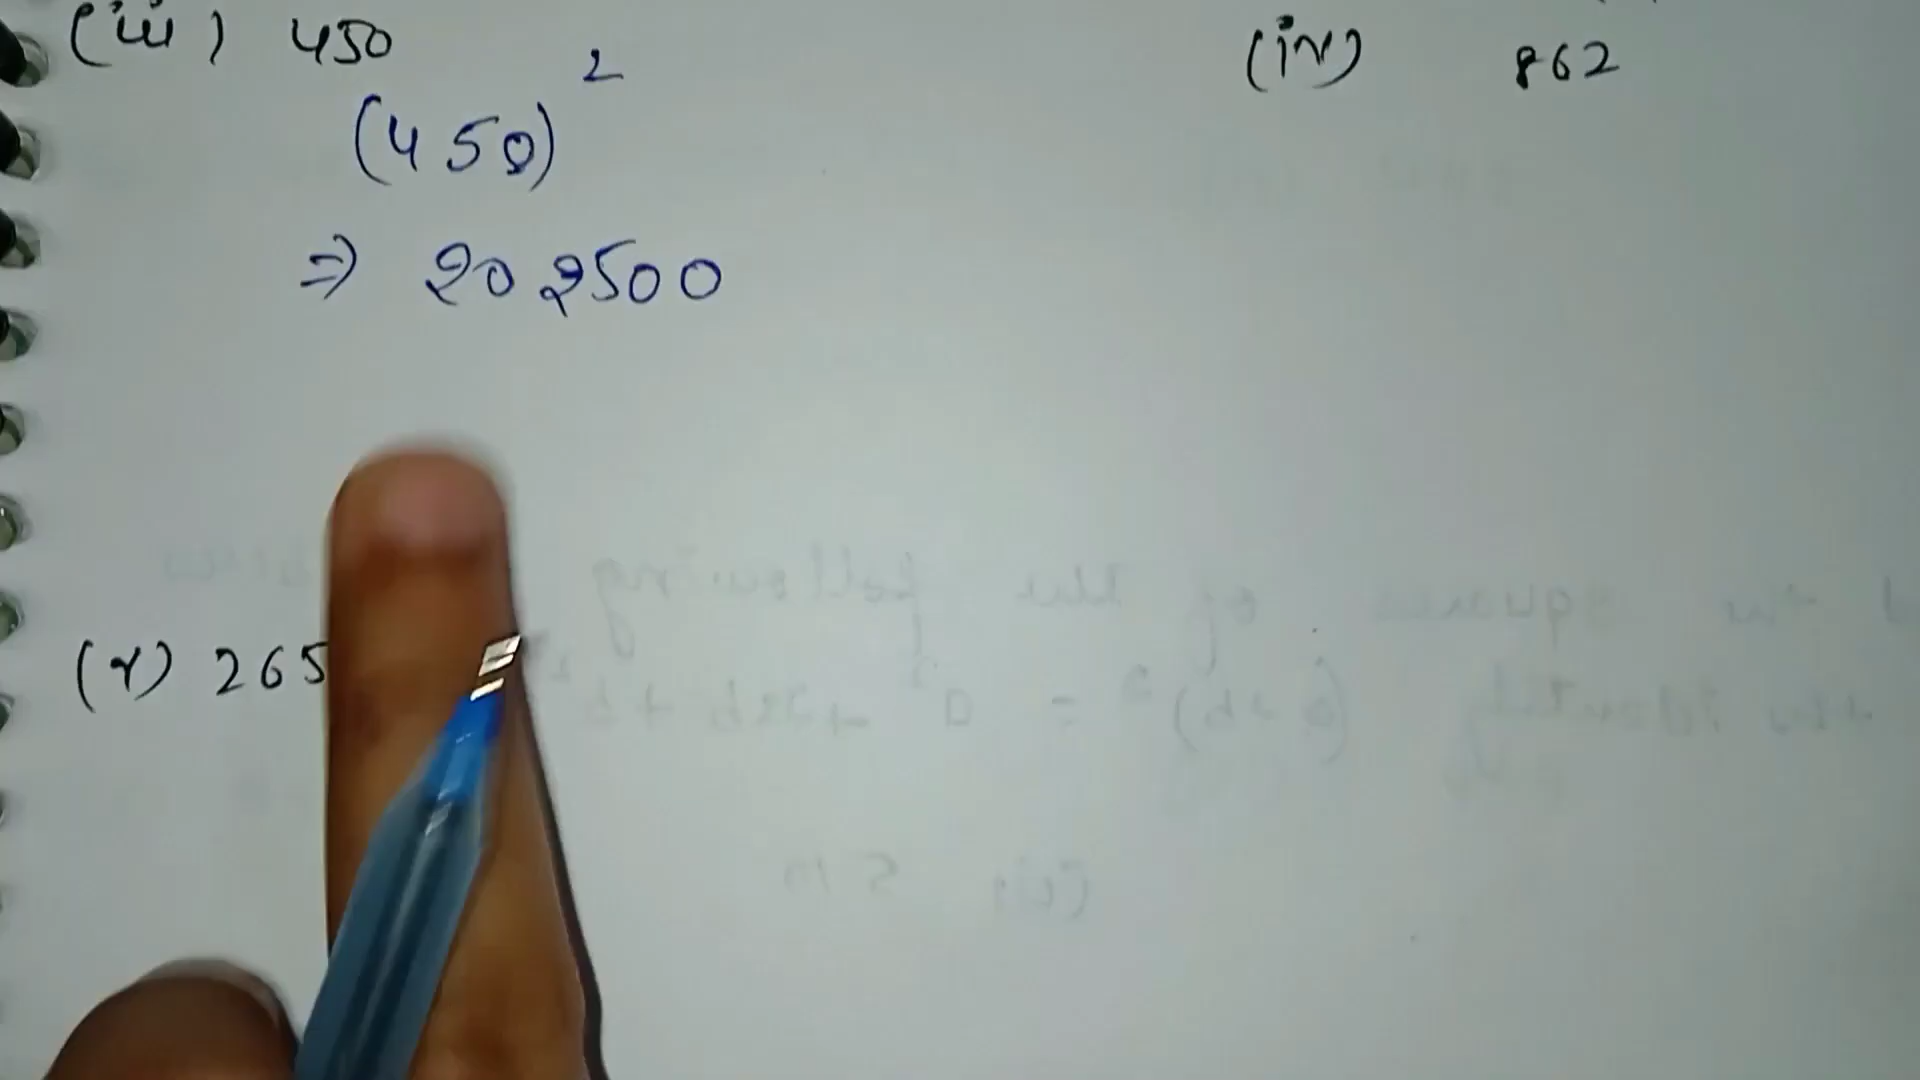 (iii) 450
(iv) 862
(450)²
⇒ 202500
(v) 265